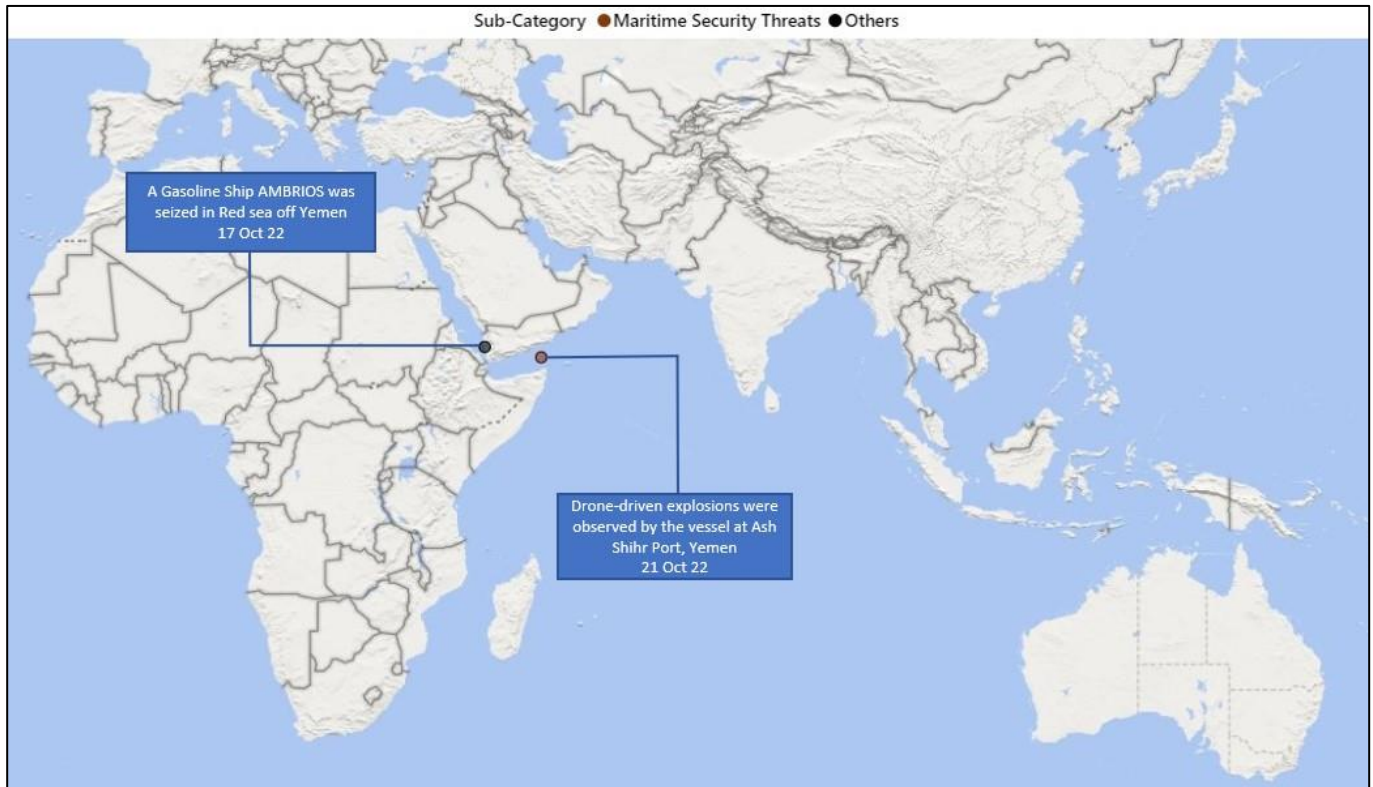 Sub-Category Maritime Security Threats Others
A Gasoline Ship AMBRIOS was
seized in Red sea off Yemen
17 Oct 22
Drone-driven explosions were
observed by the vessel at Ash
Shihr Port, Yemen
21 Oct 22